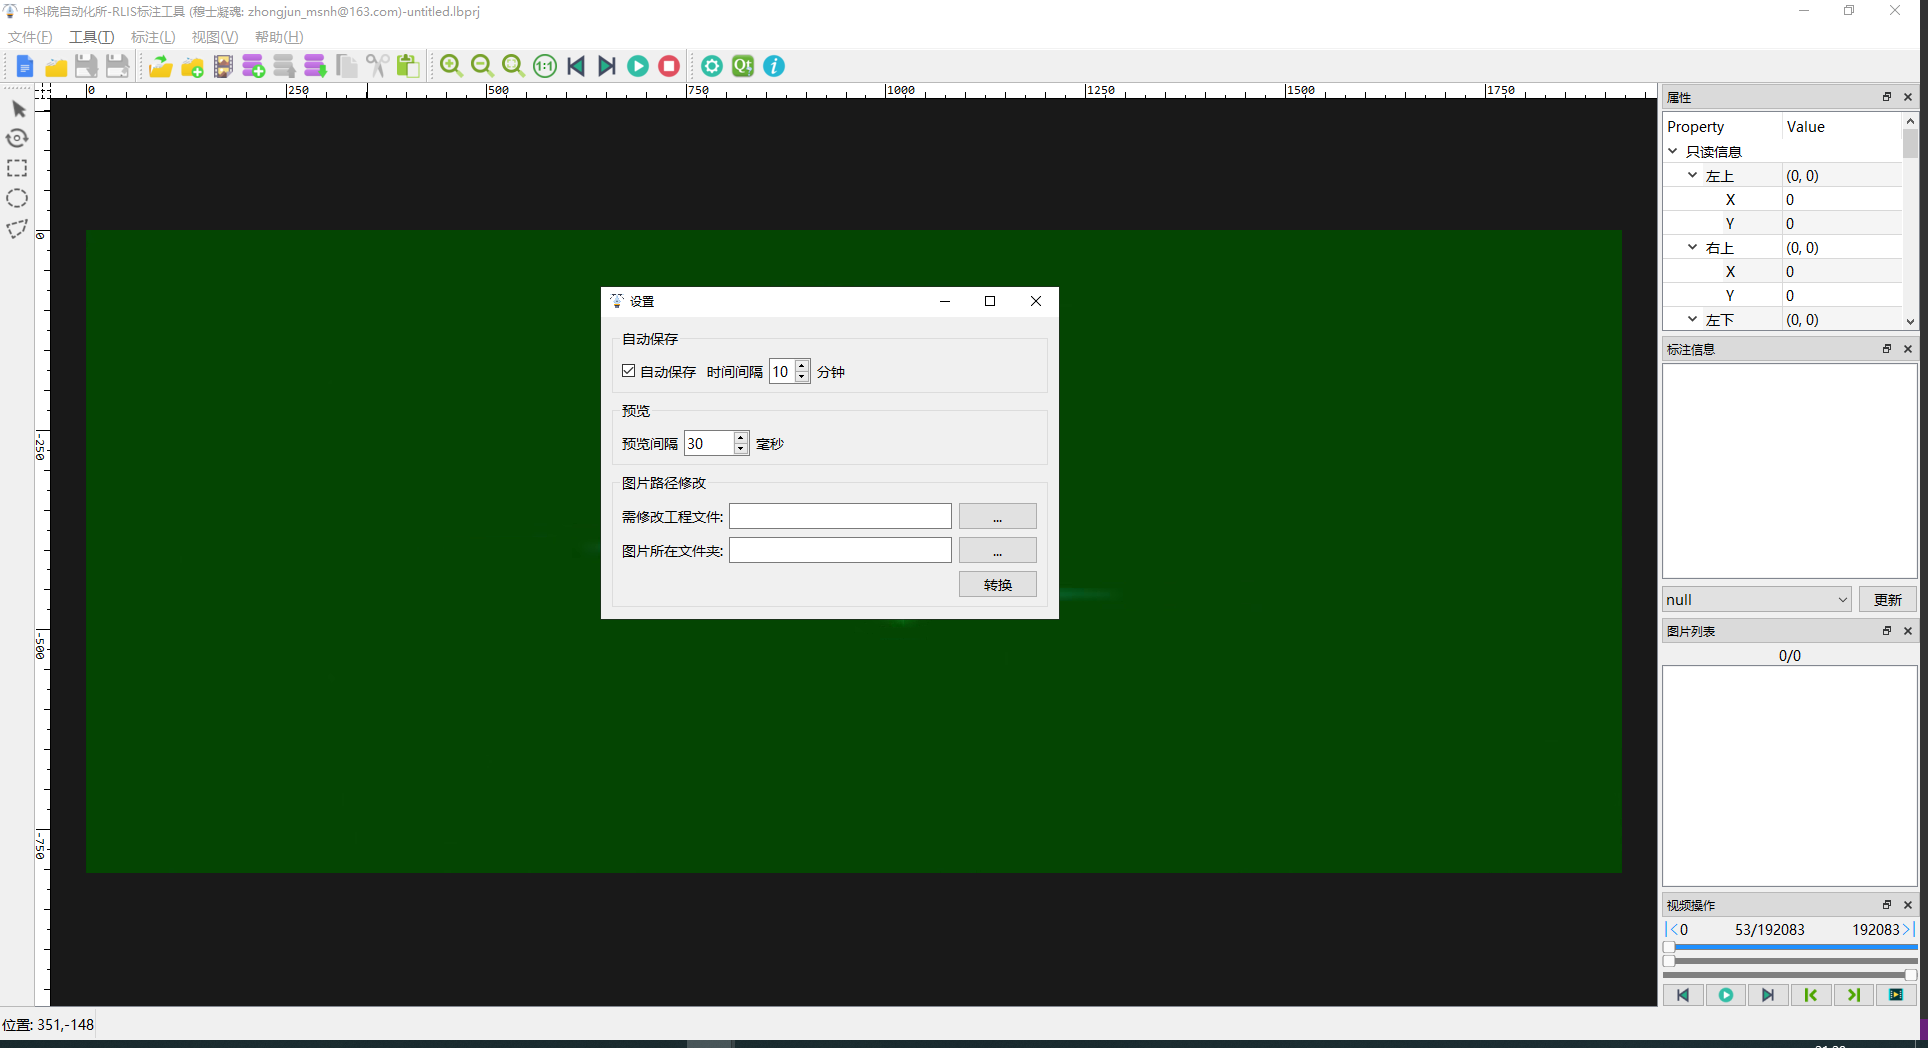 中科院自动化所-RLIS标注工具 (穆士凝魂: zhongjun_msnh@163.com)-untitled.lbprj
文件(F) 工具(T) 标注(L) 视图(V) 帮助(H)
1:1 Qt i
0 250 500 750 1000 1250 1500 1750
0
-250
-500
-750
设置
自动保存
自动保存 时间间隔 10 分钟
预览
预览间隔 30 毫秒
图片路径修改
需修改工程文件: ...
图片所在文件夹: ...
转换
属性
Property Value
只读信息
左上 (0, 0)
X 0
Y 0
右上 (0, 0)
X 0
Y 0
左下 (0, 0)
标注信息
null 更新
图片列表
0/0
视频操作
|<0 53/192083 192083>|
位置: 351,-148